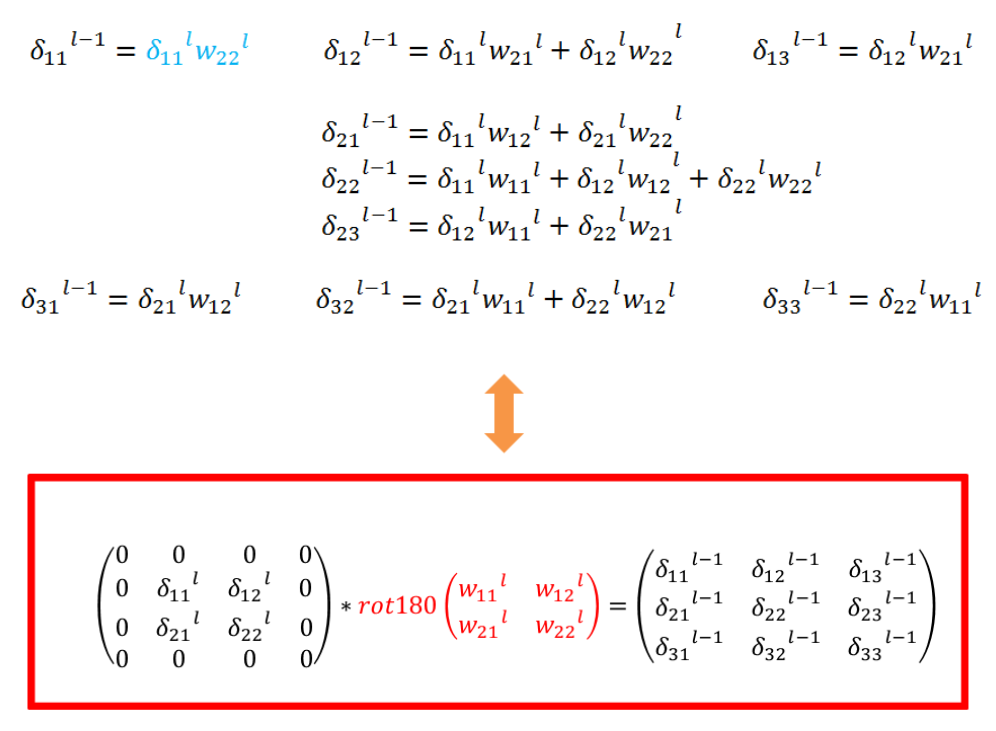 δ₁₁^{l−1} = δ₁₁^l w₂₂^l δ₁₂^{l−1} = δ₁₁^l w₂₁^l + δ₁₂^l w₂₂^l δ₁₃^{l−1} = δ₁₂^l w₂₁^l
δ₂₁^{l−1} = δ₁₁^l w₁₂^l + δ₂₁^l w₂₂^l
δ₂₂^{l−1} = δ₁₁^l w₁₁^l + δ₁₂^l w₁₂^l + δ₂₂^l w₂₂^l
δ₂₃^{l−1} = δ₁₂^l w₁₁^l + δ₂₂^l w₂₁^l
δ₃₁^{l−1} = δ₂₁^l w₁₂^l δ₃₂^{l−1} = δ₂₁^l w₁₁^l + δ₂₂^l w₁₂^l δ₃₃^{l−1} = δ₂₂^l w₁₁^l
(0 0 0 0; 0 δ₁₁^l δ₁₂^l 0; 0 δ₂₁^l δ₂₂^l 0; 0 0 0 0) * rot180 (w₁₁^l w₁₂^l; w₂₁^l w₂₂^l) = (δ₁₁^{l−1} δ₁₂^{l−1} δ₁₃^{l−1}; δ₂₁^{l−1} δ₂₂^{l−1} δ₂₃^{l−1}; δ₃₁^{l−1} δ₃₂^{l−1} δ₃₃^{l−1})